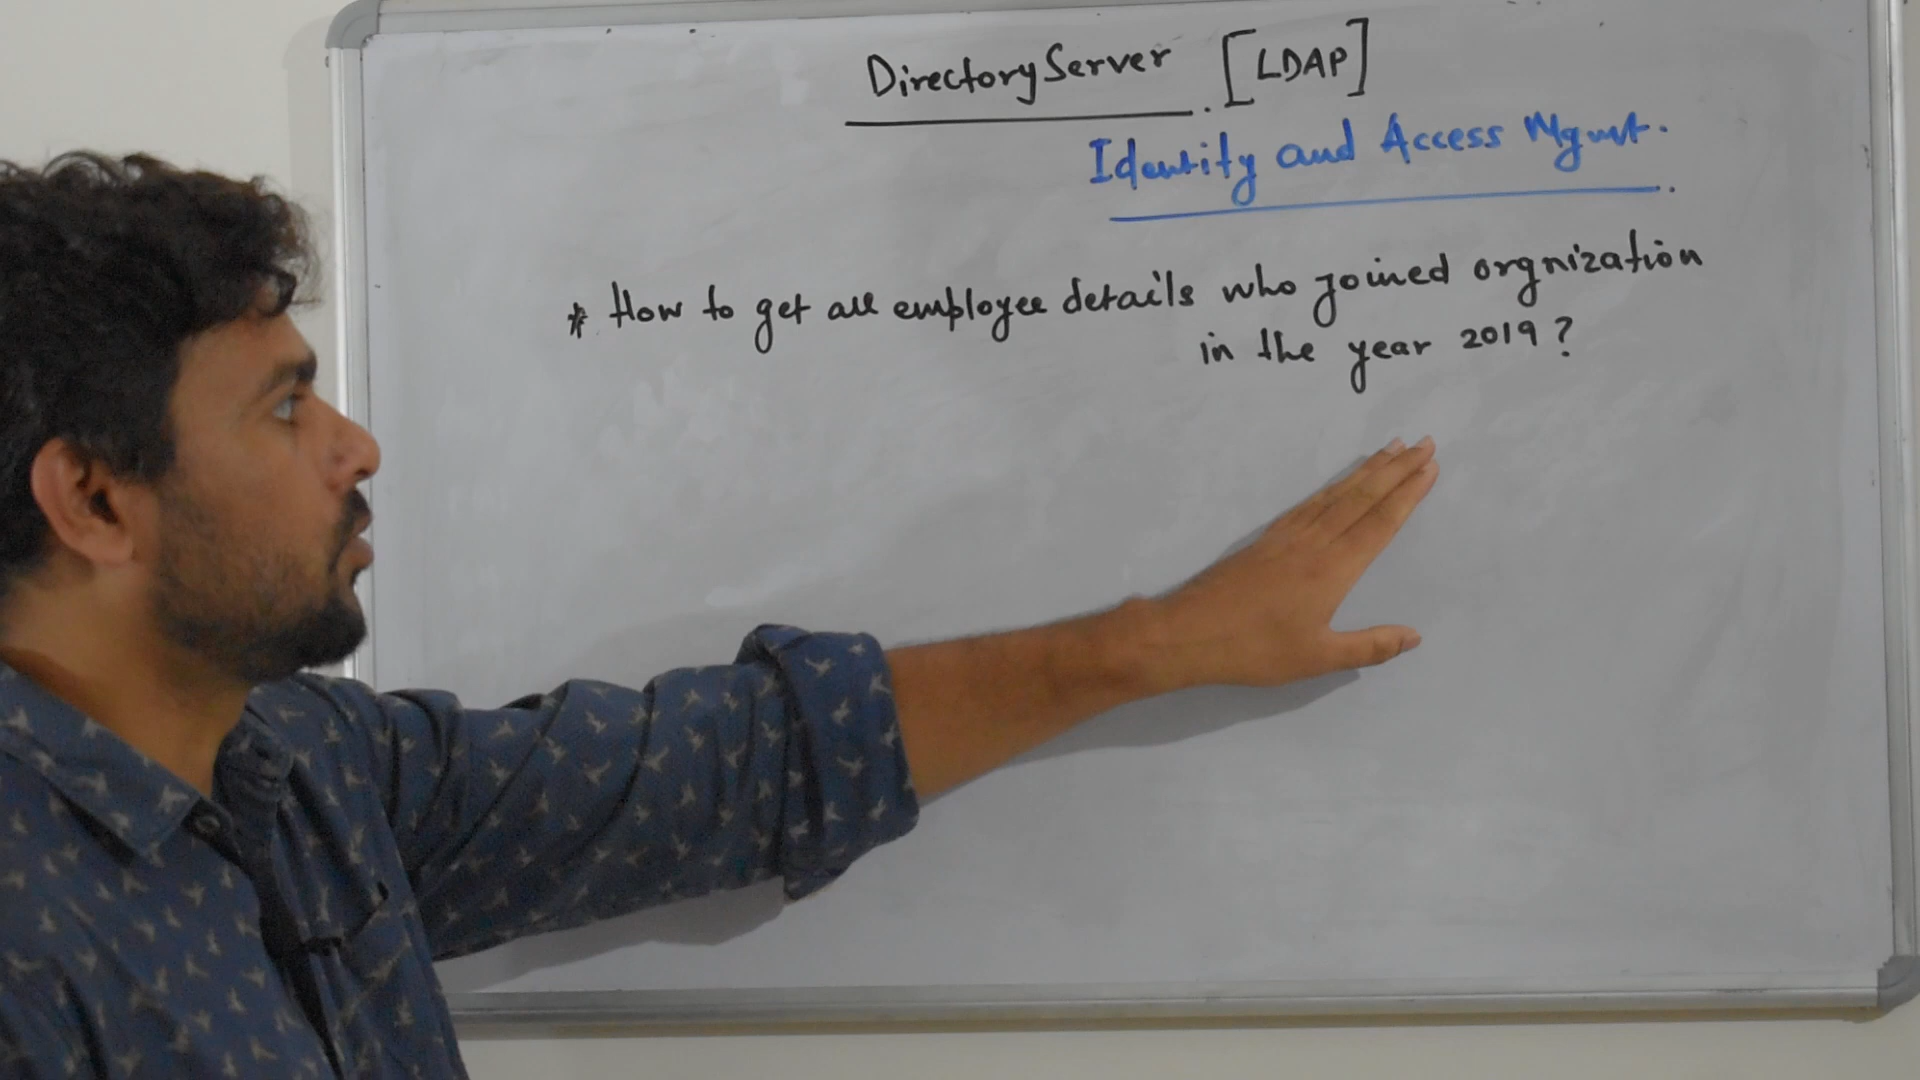 Directory Server. [LDAP]
Identity and Access Mgmt.
* How to get all employee details who joined orgnization
in the year 2019?